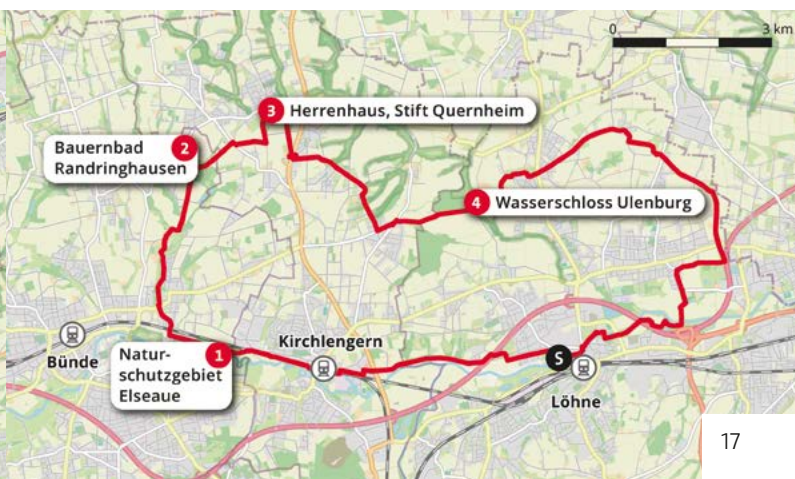 0 3 km
3 Herrenhaus, Stift Quernheim
Bauernbad
Randringhausen
2
4 Wasserschloss Ulenburg
Kirchlengern
Bünde
Natur-
schutzgebiet
Elseaue
1
S
Löhne
17